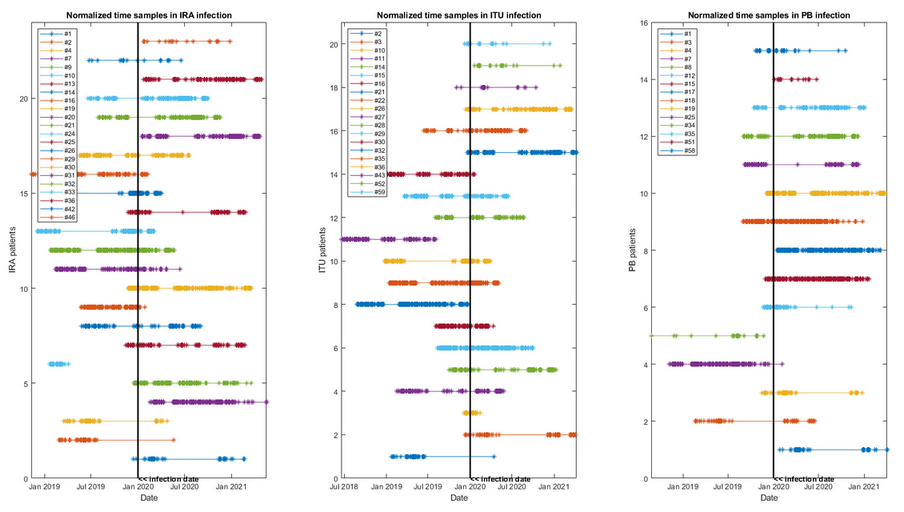 Normalized time samples in IRA infection
#1
#2
#4
#7
#9
#10
#13
#14
#16
#19
#20
#21
#24
#25
#26
#29
#30
#31
#32
#33
#36
#42
#46
20
15
10
5
0
IRA patients
Jan 2019
Jul 2019
Jan 2020
Jul 2020
Jan 2021
<< infection date
Date
Normalized time samples in ITU infection
#2
#3
#10
#11
#14
#15
#16
#21
#22
#26
#27
#28
#29
#30
#32
#35
#36
#43
#52
#59
20
18
16
14
12
10
8
6
4
2
0
ITU patients
Jul 2018
Jan 2019
Jul 2019
Jan 2020
Jul 2020
Jan 2021
<< infection date
Date
Normalized time samples in PB infection
#1
#3
#4
#7
#8
#12
#15
#17
#18
#19
#25
#34
#35
#51
#58
16
14
12
10
8
6
4
2
0
PB patients
Jan 2019
Jul 2019
Jan 2020
Jul 2020
Jan 2021
<< infection date
Date